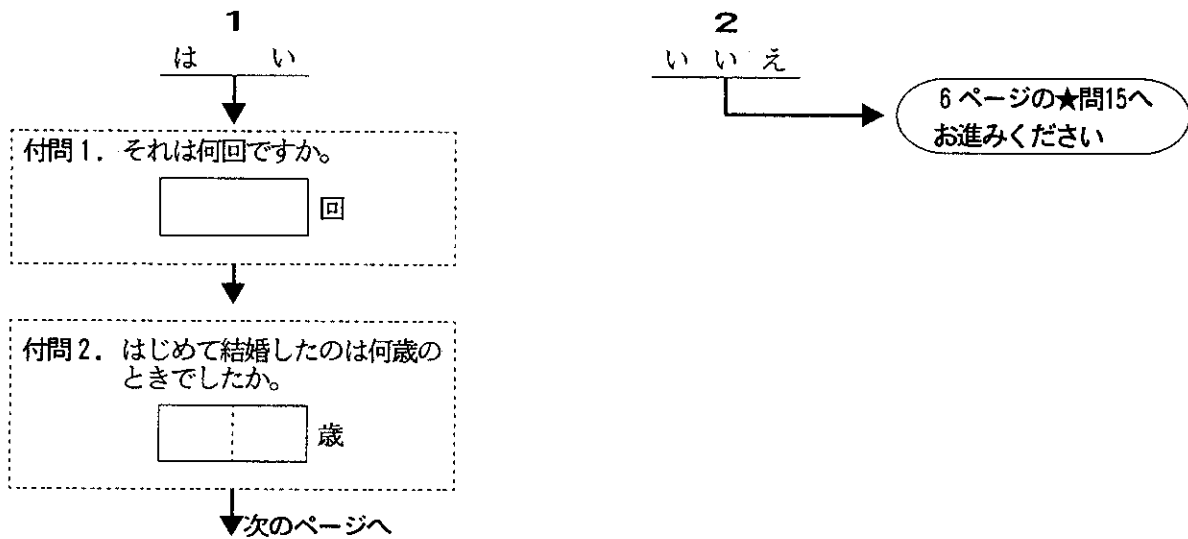 1
はい
2
いいえ
6ページの★問15へ
お進みください
付問1. それは何回ですか。
回
付問2. はじめて結婚したのは何歳の
ときでしたか。
歳
次のページへ